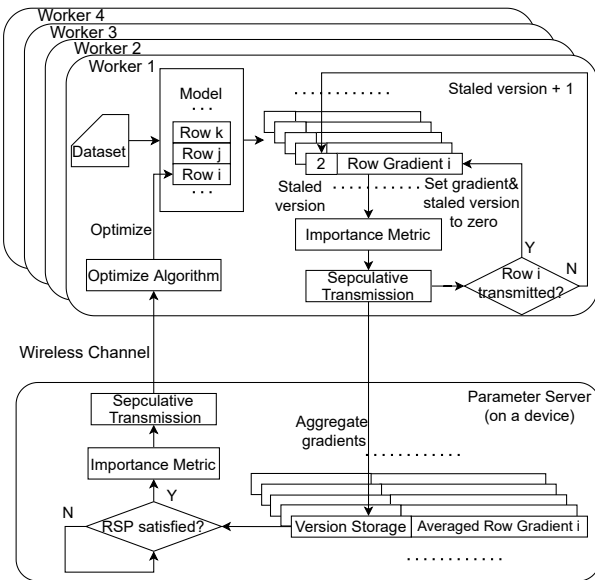 Worker 4
Worker 3
Worker 2
Worker 1
Model
. . .
Row k
Row j
Row i
. . .
Dataset
Optimize
Optimize Algorithm
. . . . . . . . . . . .
Staled version + 1
2
Row Gradient i
Staled
version
. . . . . . . . . . . .
Set gradient&
staled version
to zero
Importance Metric
Sepculative
Transmission
Y
N
Row i
transmitted?
Wireless Channel
Parameter Server
(on a device)
Sepculative
Transmission
Aggregate
gradients
Importance Metric
. . . . . . . . . . . .
Y
N
RSP satisfied?
Version Storage
Averaged Row Gradient i
. . . . . . . . . . . .